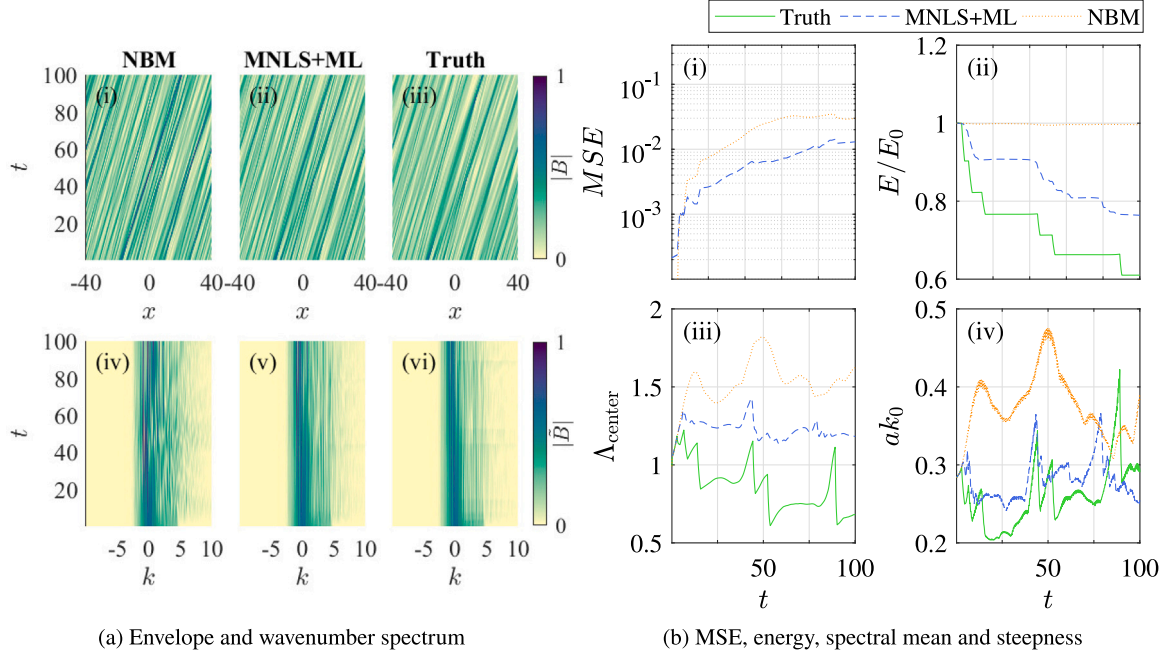 Truth MNLS+ML NBM
NBM MNLS+ML Truth
(i) (ii) (iii)
100
80
60
40
20
t
-40 0 40 -40 0 40 -40 0 40
x x x
1
|B|
0
(iv) (v) (vi)
100
80
60
40
20
t
-5 0 5 10 -5 0 5 10 -5 0 5 10
k k k
1
|B̃|
0
(a) Envelope and wavenumber spectrum
(i)
10⁻¹
10⁻²
10⁻³
MSE
(ii)
1.2
1
0.8
0.6
E/E₀
(iii)
2
1.5
1
0.5
Λcenter
50 100
t
(iv)
0.5
0.4
0.3
0.2
ak₀
50 100
t
(b) MSE, energy, spectral mean and steepness